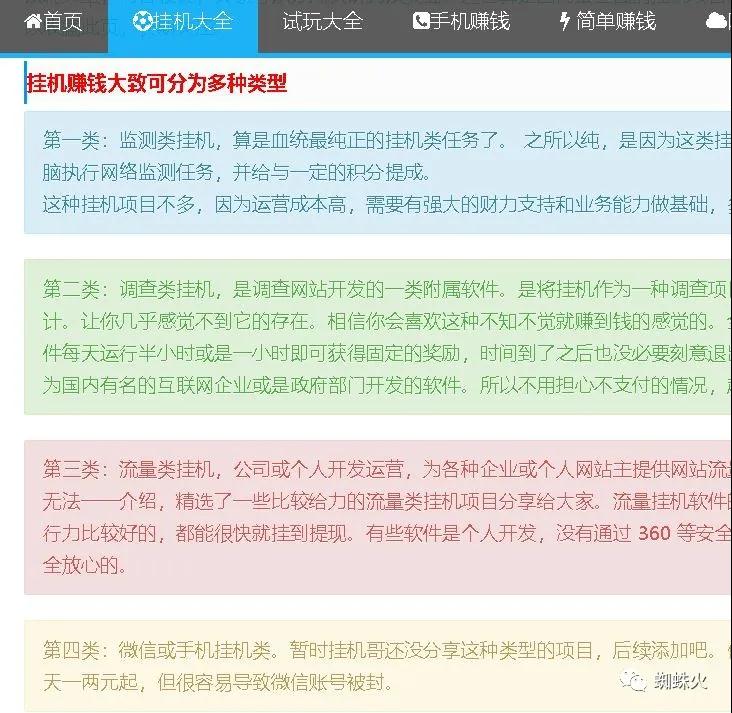 首页 挂机大全 试玩大全 手机赚钱 简单赚钱
挂机赚钱大致可分为多种类型
第一类：监测类挂机，算是血统最纯正的挂机类任务了。 之所以纯，是因为这类挂
脑执行网络监测任务，并给与一定的积分提成。
这种挂机项目不多，因为运营成本高，需要有强大的财力支持和业务能力做基础，
第二类：调查类挂机，是调查网站开发的一类附属软件。是将挂机作为一种调查项
计。让你几乎感觉不到它的存在。相信你会喜欢这种不知不觉就赚到钱的感觉的。
件每天运行半小时或是一小时即可获得固定的奖励，时间到了之后也没必要刻意退
为国内有名的互联网企业或是政府部门开发的软件。所以不用担心不支付的情况，
第三类：流量类挂机，公司或个人开发运营，为各种企业或个人网站主提供网站流
无法一一介绍，精选了一些比较给力的流量类挂机项目分享给大家。流量挂机软件
行力比较好的，都能很快就挂到提现。有些软件是个人开发，没有通过 360 等安全
全放心的。
第四类：微信或手机挂机类。暂时挂机哥还没分享这种类型的项目，后续添加吧。
天一两元起，但很容易导致微信账号被封。
蜘蛛火